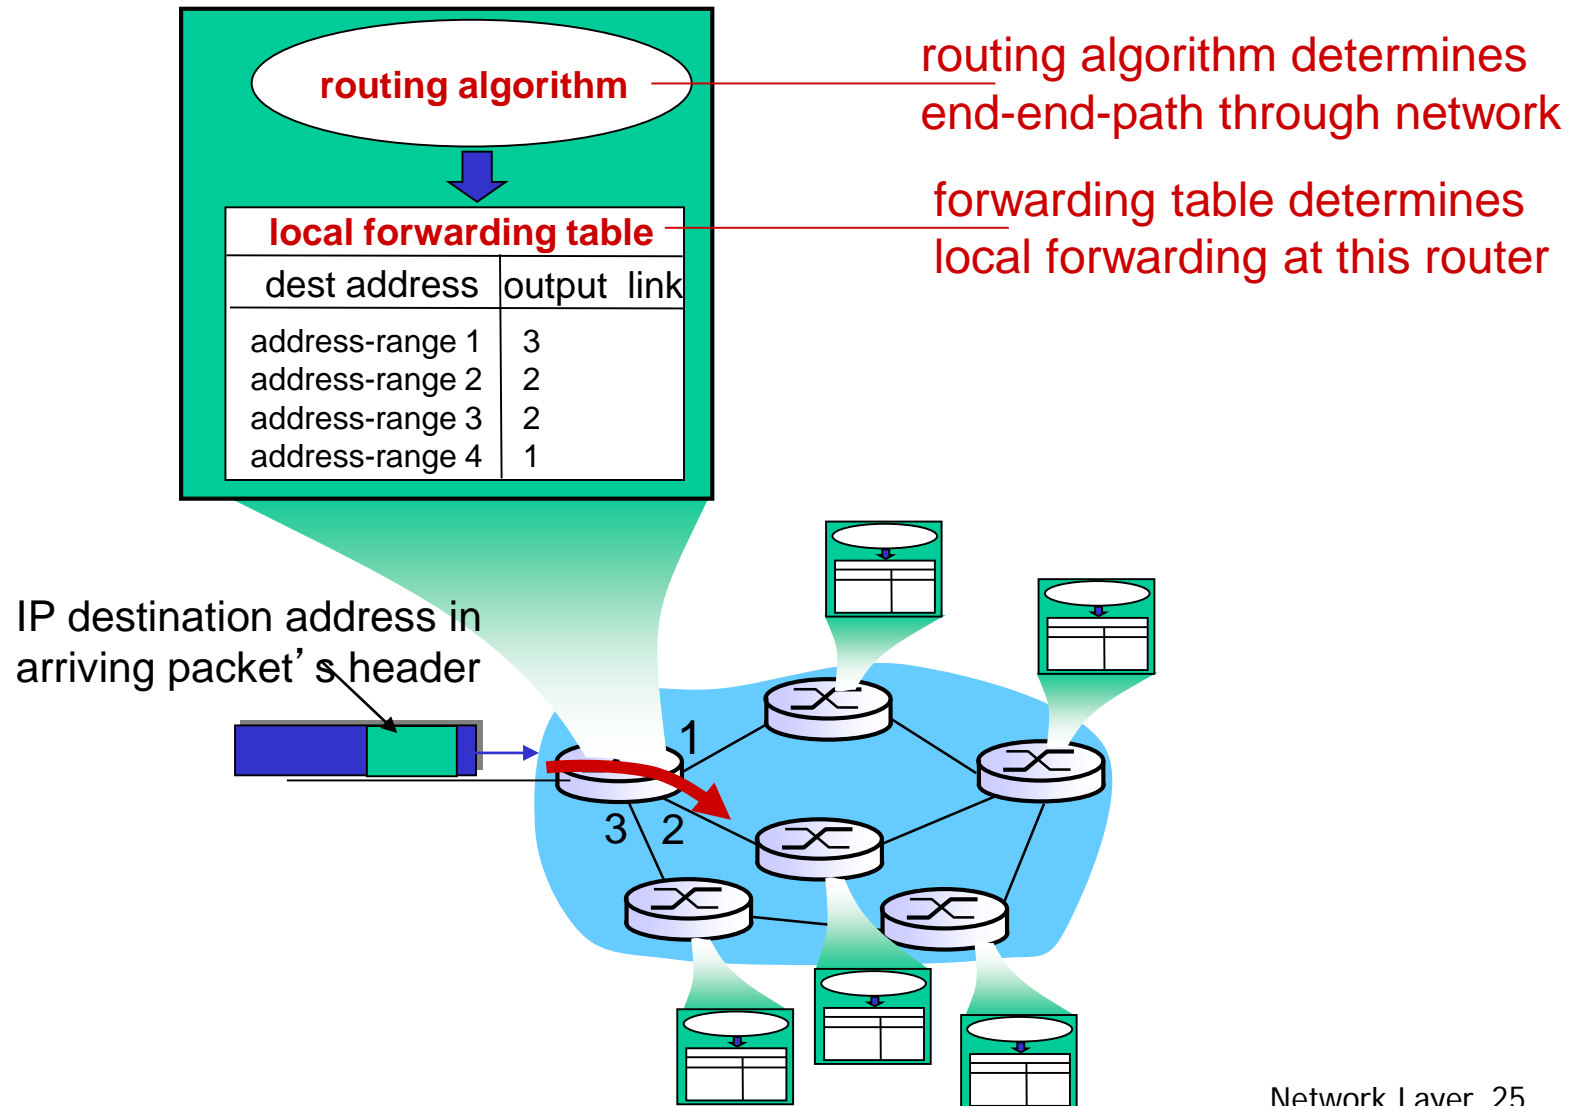 routing algorithm
routing algorithm determines
end-end-path through network
local forwarding table
forwarding table determines
local forwarding at this router
dest address output link
address-range 1 3
address-range 2 2
address-range 3 2
address-range 4 1
IP destination address in
arriving packet’s header
1
3 2
Network Layer 25